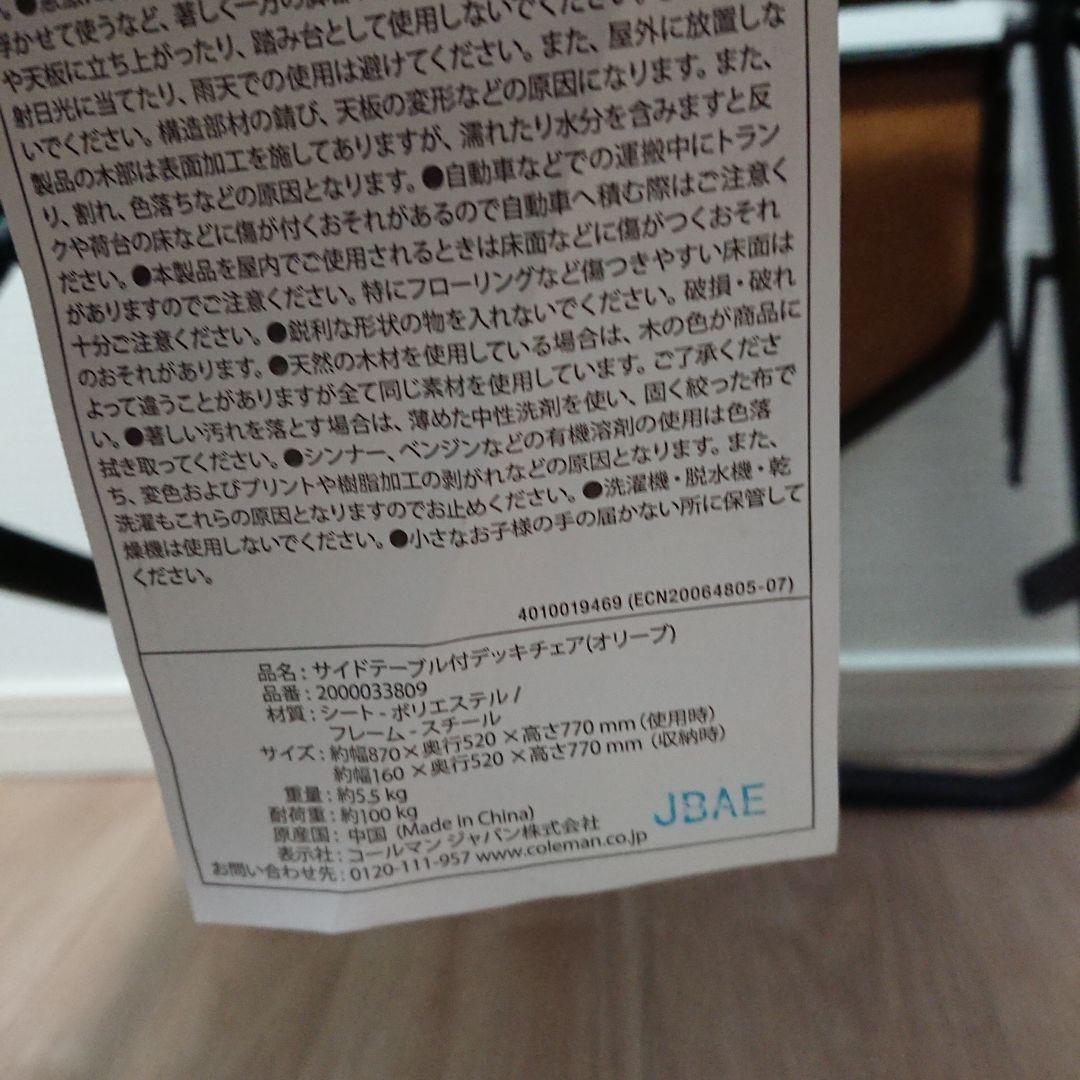 浮かせて使うなど、著しく一方の
や天板に立ち上がったり、踏み台として使用しないでください。
射日光に当てたり、雨天での使用は避けてください。また、屋外に放置しな
いでください。構造部材の錆び、天板の変形などの原因になります。また、
製品の木部は表面加工を施してありますが、濡れたり水分を含みますと反
り、割れ、色落ちなどの原因となります。●自動車などでの運搬中にトラン
クや荷台の床などに傷が付くおそれがあるので自動車へ積む際はご注意く
ださい。●本製品を屋内でご使用されるときは床面などに傷がつくおそれ
がありますのでご注意ください。特にフローリングなど傷つきやすい床面は
十分ご注意ください。●鋭利な形状の物を入れないでください。破損・破れ
のおそれがあります。●天然の木材を使用している場合は、木の色が商品に
よって違うことがありますが全て同じ素材を使用しています。ご了承くださ
い。●著しい汚れを落とす場合は、薄めた中性洗剤を使い、固く絞った布で
拭き取ってください。●シンナー、ベンジンなどの有機溶剤の使用は色落
ち、変色およびプリントや樹脂加工の剥がれなどの原因となります。また、
洗濯もこれらの原因となりますのでお止めください。●洗濯機・脱水機・乾
燥機は使用しないでください。●小さなお子様の手の届かない所に保管して
ください。
4010019469 (ECN20064805-07)
品名：サイドテーブル付デッキチェア(オリーブ)
品番：2000033809
材質：シート - ポリエステル /
フレーム - スチール
サイズ：約幅870×奥行520 ×高さ770 mm（使用時）
約幅160 ×奥行520 ×高さ770 mm（収納時）
重量：約5.5 kg
耐荷重：約100 kg
原産国：中国（Made in China）
表示社：コールマン ジャパン株式会社
お問い合わせ先：0120-111-957 www.coleman.co.jp
JBAE